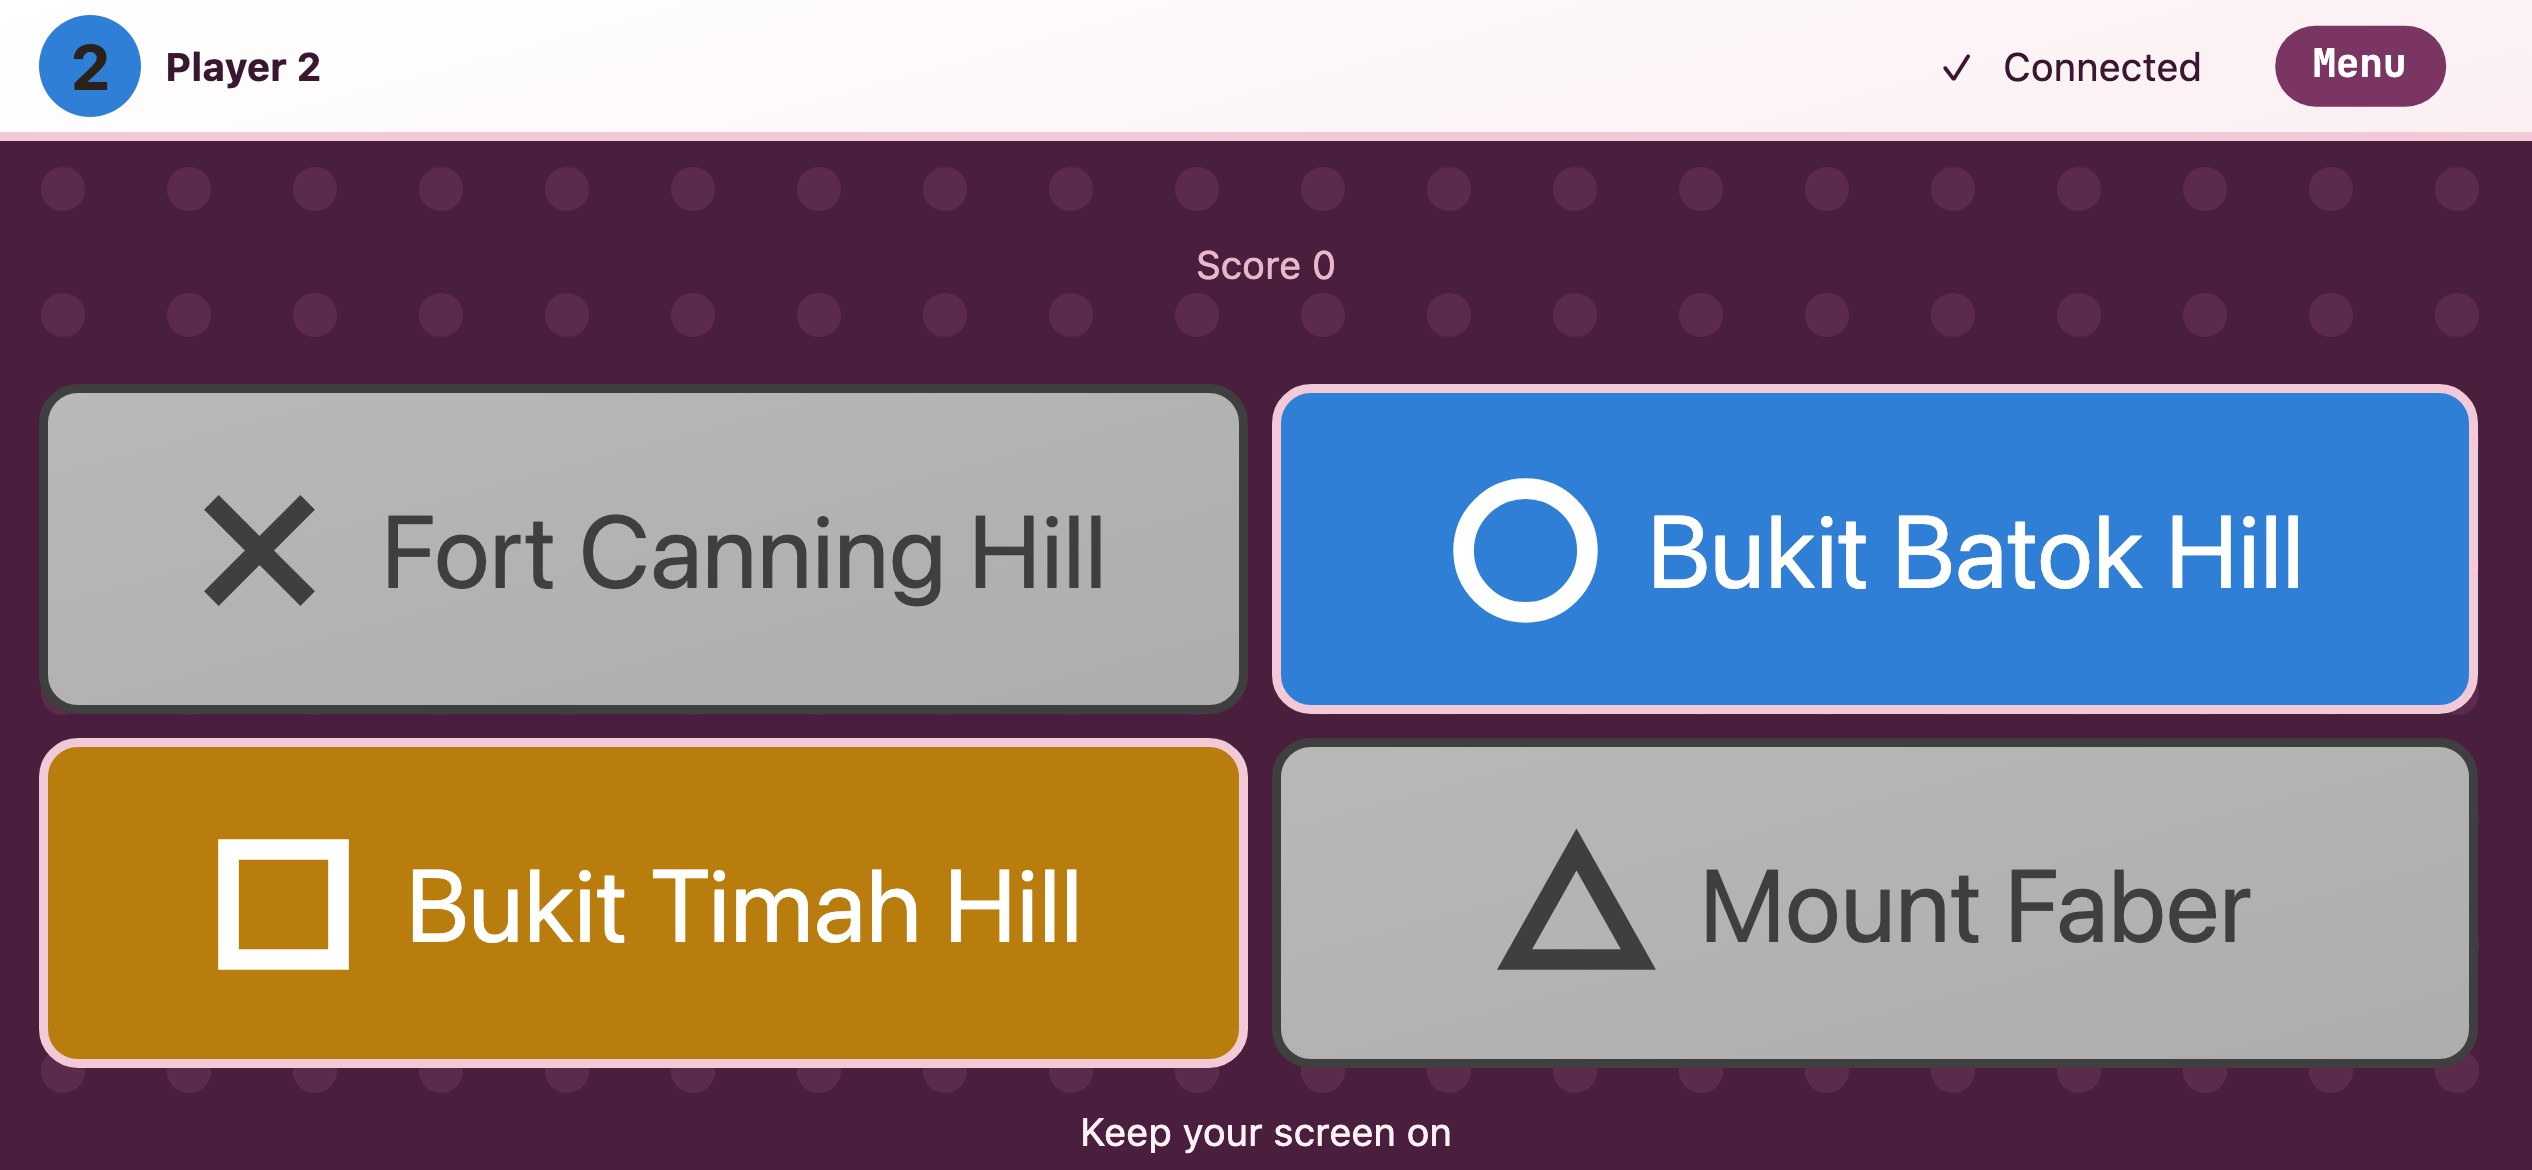 2 Player 2 ✓ Connected Menu
Score 0
Fort Canning Hill
Bukit Batok Hill
Bukit Timah Hill
Mount Faber
Keep your screen on